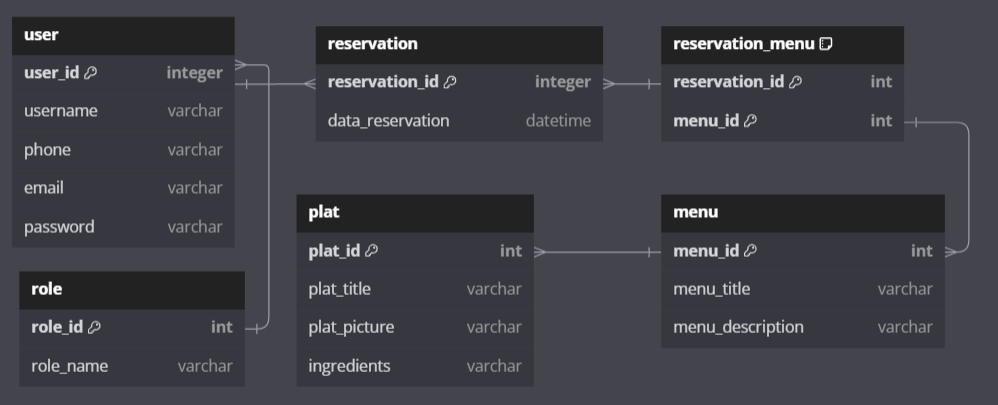 user
user_id integer
username varchar
phone varchar
email varchar
password varchar
reservation
reservation_id integer
data_reservation datetime
reservation_menu
reservation_id int
menu_id int
role
role_id int
role_name varchar
plat
plat_id int
plat_title varchar
plat_picture varchar
ingredients varchar
menu
menu_id int
menu_title varchar
menu_description varchar